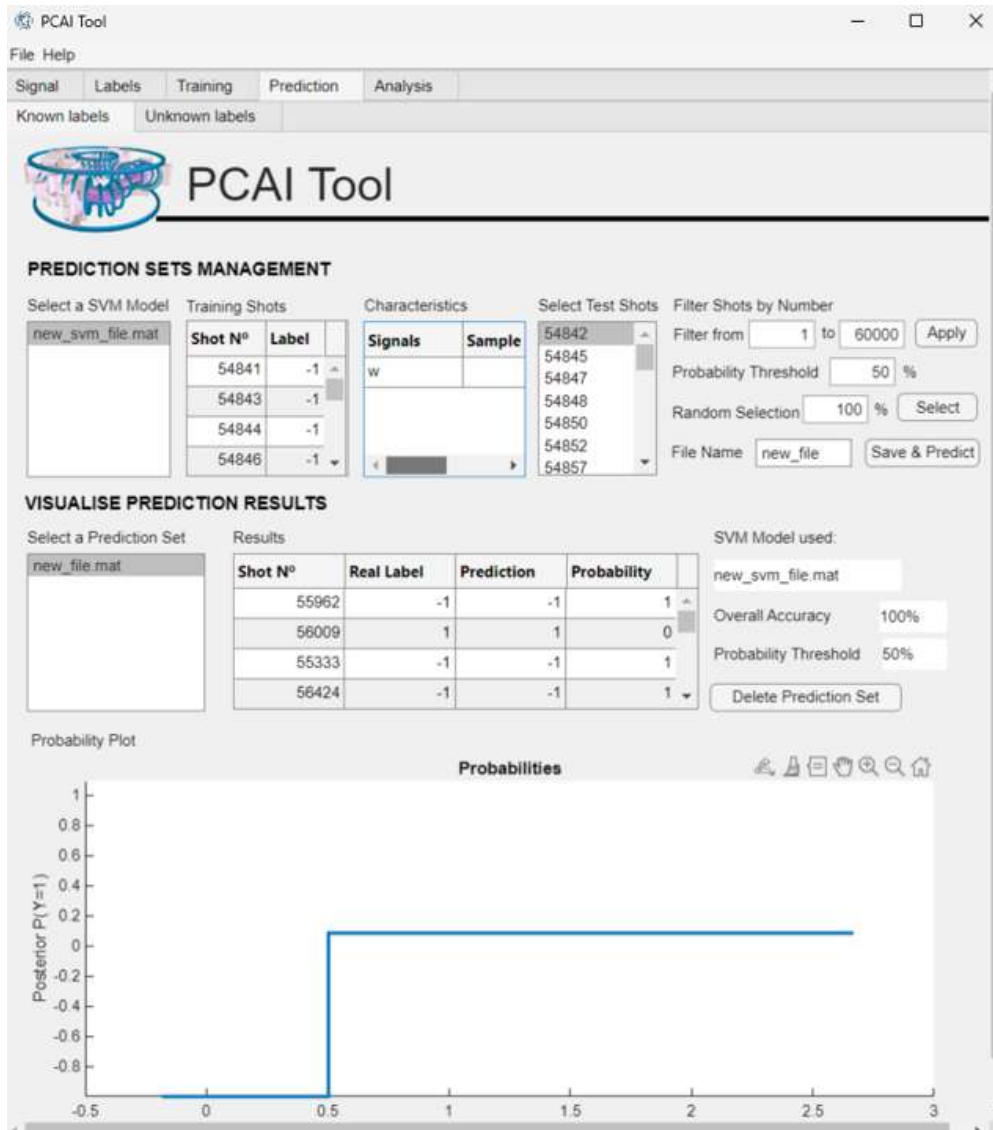 PCAI Tool
File Help
Signal Labels Training Prediction Analysis
Known labels Unknown labels
PCAI Tool
PREDICTION SETS MANAGEMENT
Select a SVM Model Training Shots Characteristics Select Test Shots Filter Shots by Number
new_svm_file.mat
Shot Nº Label
54841 -1
54843 -1
54844 -1
54846 -1
Signals Sample
w
54842
54845
54847
54848
54850
54852
54857
Filter from 1 to 60000 Apply
Probability Threshold 50 %
Random Selection 100 % Select
File Name new_file Save & Predict
VISUALISE PREDICTION RESULTS
Select a Prediction Set Results SVM Model used:
new_file.mat
Shot Nº Real Label Prediction Probability
55962 -1 -1 1
56009 1 1 0
55333 -1 -1 1
56424 -1 -1 1
new_svm_file.mat
Overall Accuracy 100%
Probability Threshold 50%
Delete Prediction Set
Probability Plot
Probabilities
Posterior P(Y=1)
1
0.8
0.6
0.4
0.2
0
-0.2
-0.4
-0.6
-0.8
-0.5 0 0.5 1 1.5 2 2.5 3